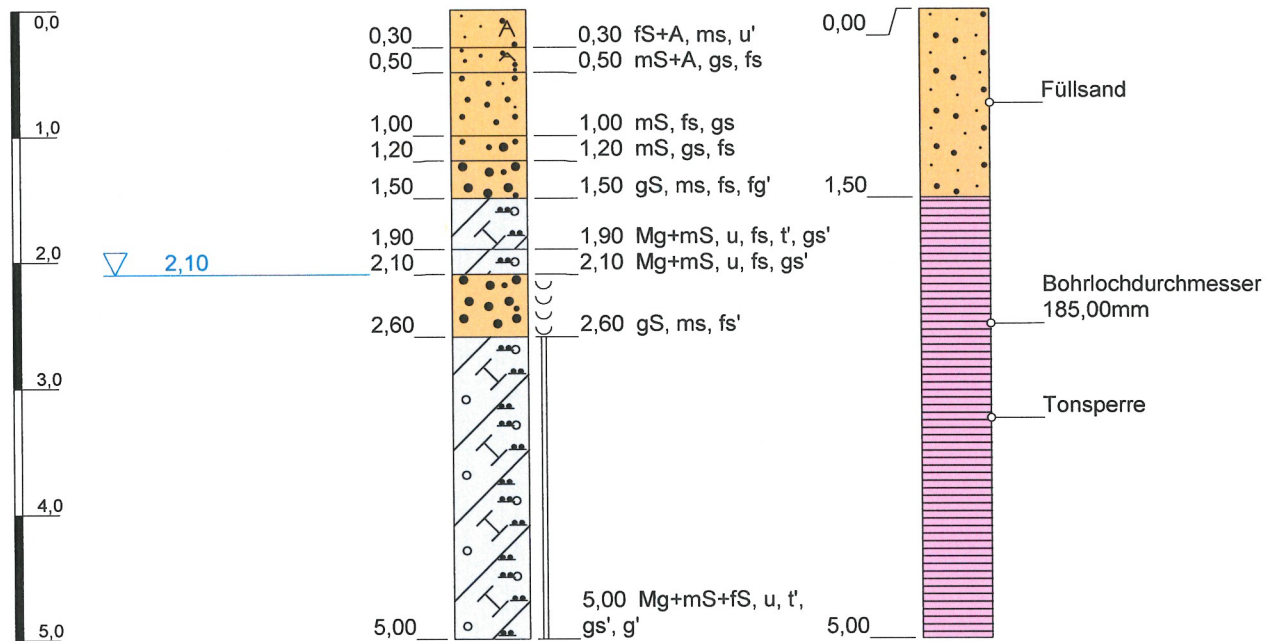 0,0
1,0
2,0
3,0
4,0
5,0
2,10
0,30 0,30 fS+A, ms, u'
0,50 0,50 mS+A, gs, fs
1,00 1,00 mS, fs, gs
1,20 1,20 mS, gs, fs
1,50 1,50 gS, ms, fs, fg'
1,90 1,90 Mg+mS, u, fs, t', gs'
2,10 2,10 Mg+mS, u, fs, gs'
2,60 2,60 gS, ms, fs'
5,00 5,00 Mg+mS+fS, u, t',
gs', g'
A
A
0,00
Füllsand
1,50
Bohrlochdurchmesser
185,00mm
Tonsperre
5,00